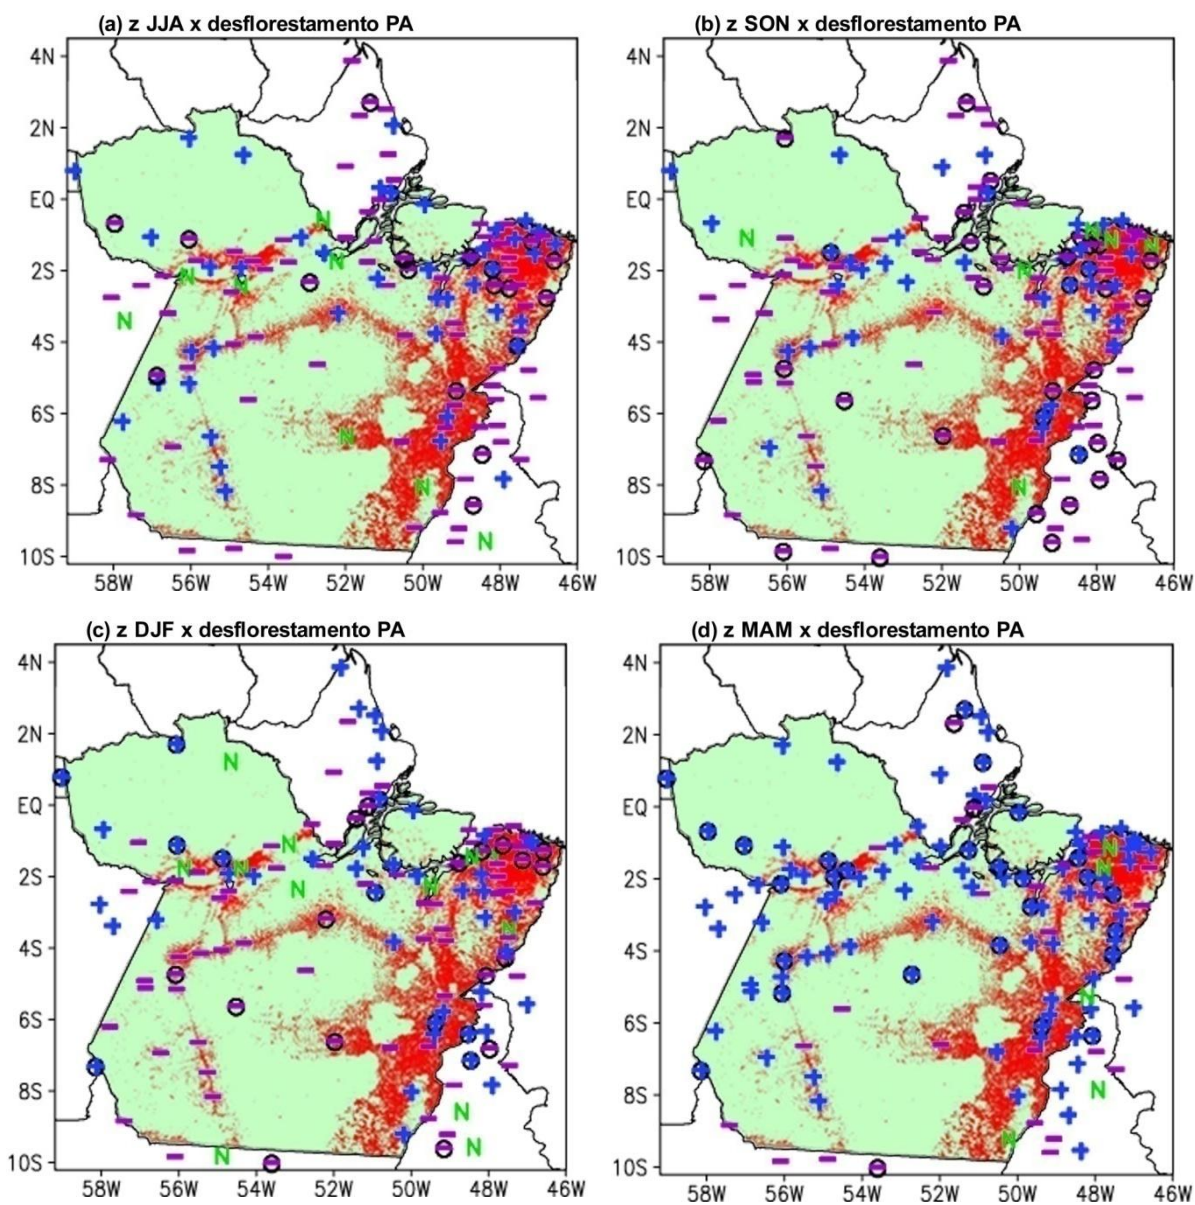 (a) z JJA x desflorestamento PA
(b) z SON x desflorestamento PA
4N
2N
EQ
2S
4S
6S
8S
10S
58W 56W 54W 52W 50W 48W 46W
N
N
N
N
N
N
N
N
4N
2N
EQ
2S
4S
6S
8S
10S
58W 56W 54W 52W 50W 48W 46W
N
N
N
N
N
N
(c) z DJF x desflorestamento PA
(d) z MAM x desflorestamento PA
4N
2N
EQ
2S
4S
6S
8S
10S
58W 56W 54W 52W 50W 48W 46W
N
N
N
N
N
N
N
N
N
N
N
4N
2N
EQ
2S
4S
6S
8S
10S
58W 56W 54W 52W 50W 48W 46W
N
N
N
N
N